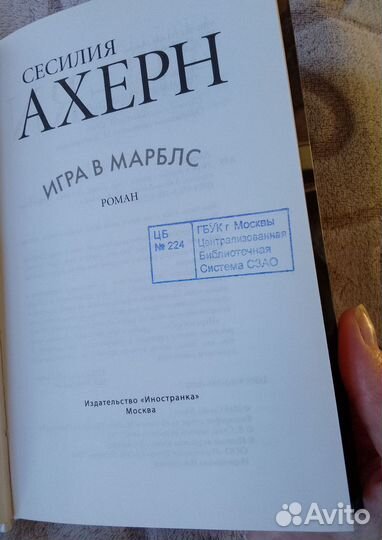 СЕСИЛИЯ
АХЕРН
ИГРА В МАРБЛС
РОМАН
ЦБ
№ 224
ГБУК г Москвы
Централизованная
Библиотечная
Система СЗАО
Издательство «Иностранка»
Москва
Avito